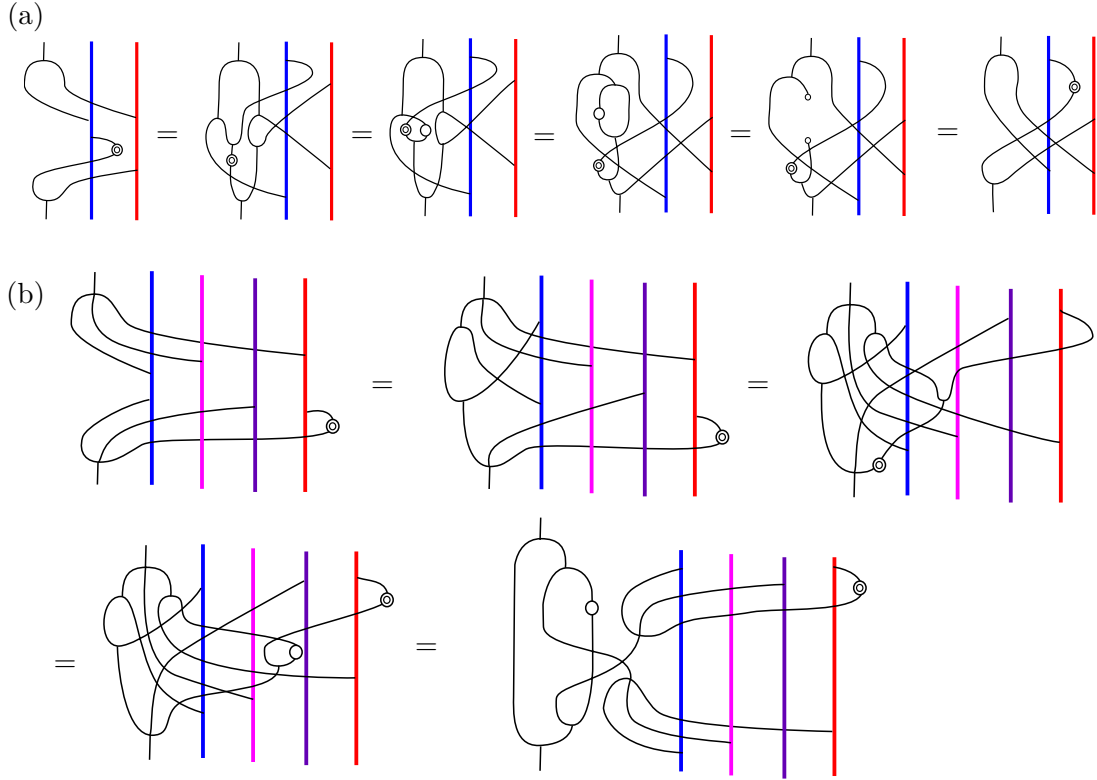 (a)
= = = = =
(b)
= =
= =